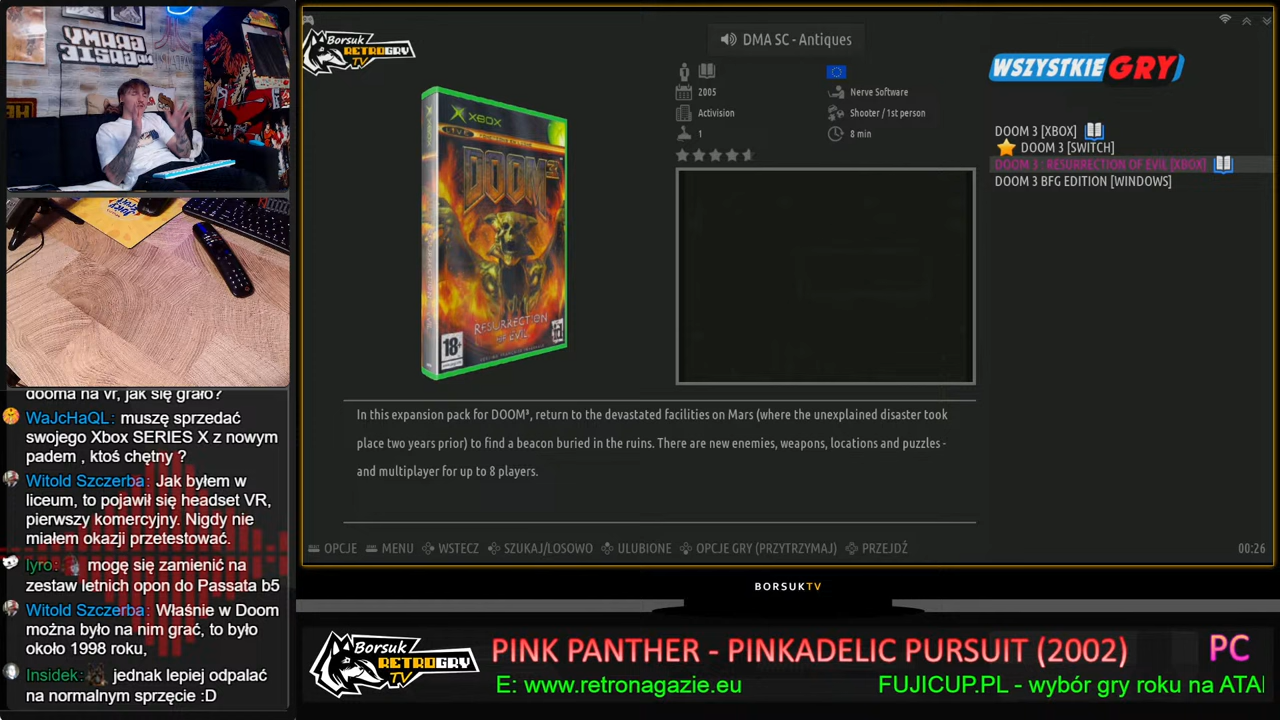 GRAMY
NAGAZIE
Borsuk
RETROGRY
TV
DMA SC - Antiques
2005
Nerve Software
Activision
Shooter / 1st person
1
8 min
WSZYSTKIE GRY
DOOM 3 [XBOX]
DOOM 3 [SWITCH]
DOOM 3 : RESURRECTION OF EVIL [XBOX]
DOOM 3 BFG EDITION [WINDOWS]
XBOX
LIVE
DOOM 3
RESURRECTION
OF EVIL
18+
In this expansion pack for DOOM³, return to the devastated facilities on Mars (where the unexplained disaster took
place two years prior) to find a beacon buried in the ruins. There are new enemies, weapons, locations and puzzles -
and multiplayer for up to 8 players.
OPCJE MENU WSTECZ SZUKAJ/LOSOWO ULUBIONE OPCJE GRY (PRZYTRZYMAJ) PRZEJDŹ
00:26
dooma na vr, jak się grało?
WaJcHaQL: muszę sprzedać
swojego Xbox SERIES X z nowym
padem , ktoś chętny ?
Witold Szczerba: Jak byłem w
liceum, to pojawił się headset VR,
pierwszy komercyjny. Nigdy nie
miałem okazji przetestować.
lyro: mogę się zamienić na
zestaw letnich opon do Passata b5
Witold Szczerba: Właśnie w Doom
można było na nim grać, to było
około 1998 roku,
Insidek: jednak lepiej odpalać
na normalnym sprzęcie :D
BORSUKTV
Borsuk
RETROGRY
TV
PINK PANTHER - PINKADELIC PURSUIT (2002)
PC
E: www.retronagazie.eu
FUJICUP.PL - wybór gry roku na ATAI